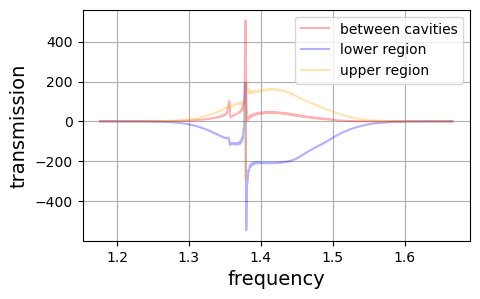 between cavities
lower region
upper region
400
200
0
−200
−400
transmission
1.2 1.3 1.4 1.5 1.6
frequency